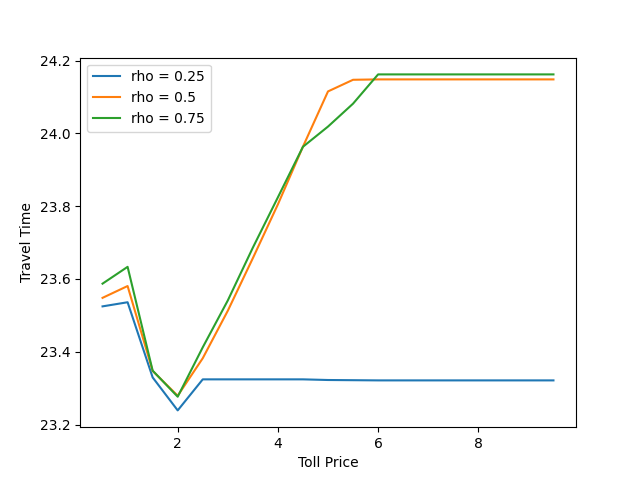 24.2
24.0
23.8
23.6
23.4
23.2
Travel Time
rho = 0.25
rho = 0.5
rho = 0.75
2
4
6
8
Toll Price